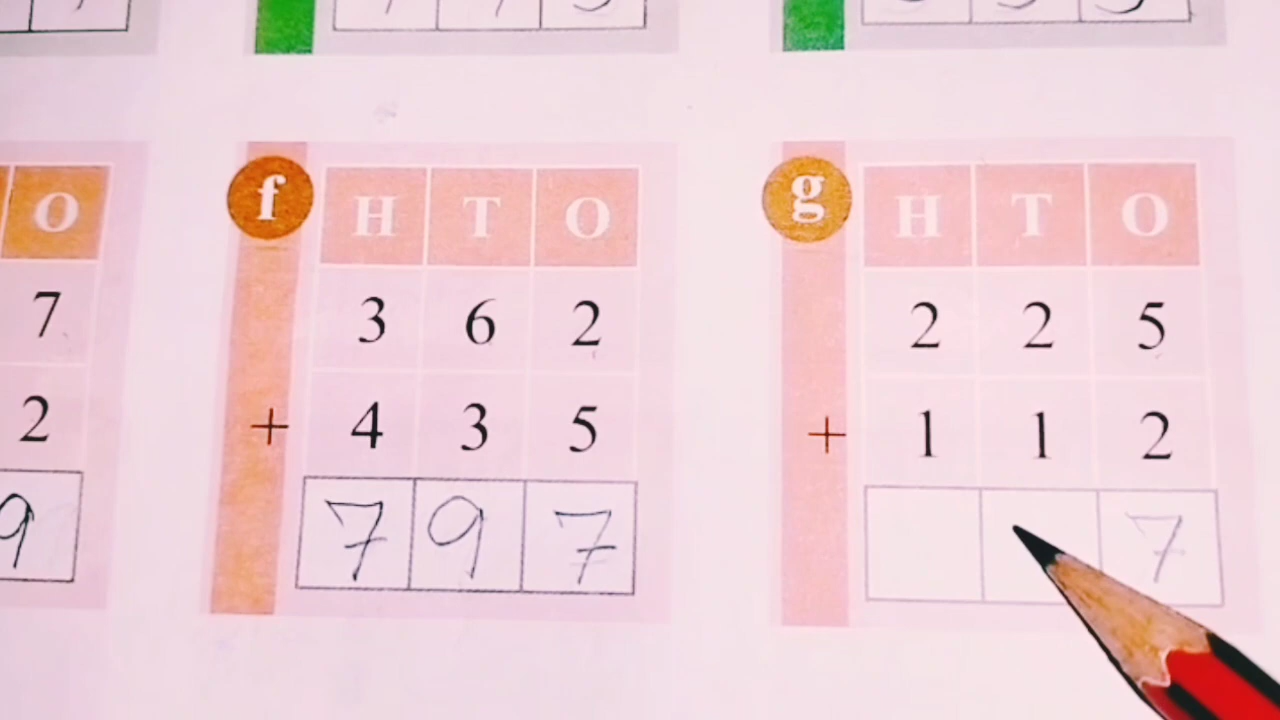 f H T O
3 6 2
+ 4 3 5
7 9 7
g H T O
2 2 5
+ 1 1 2
7
O
7
2
9